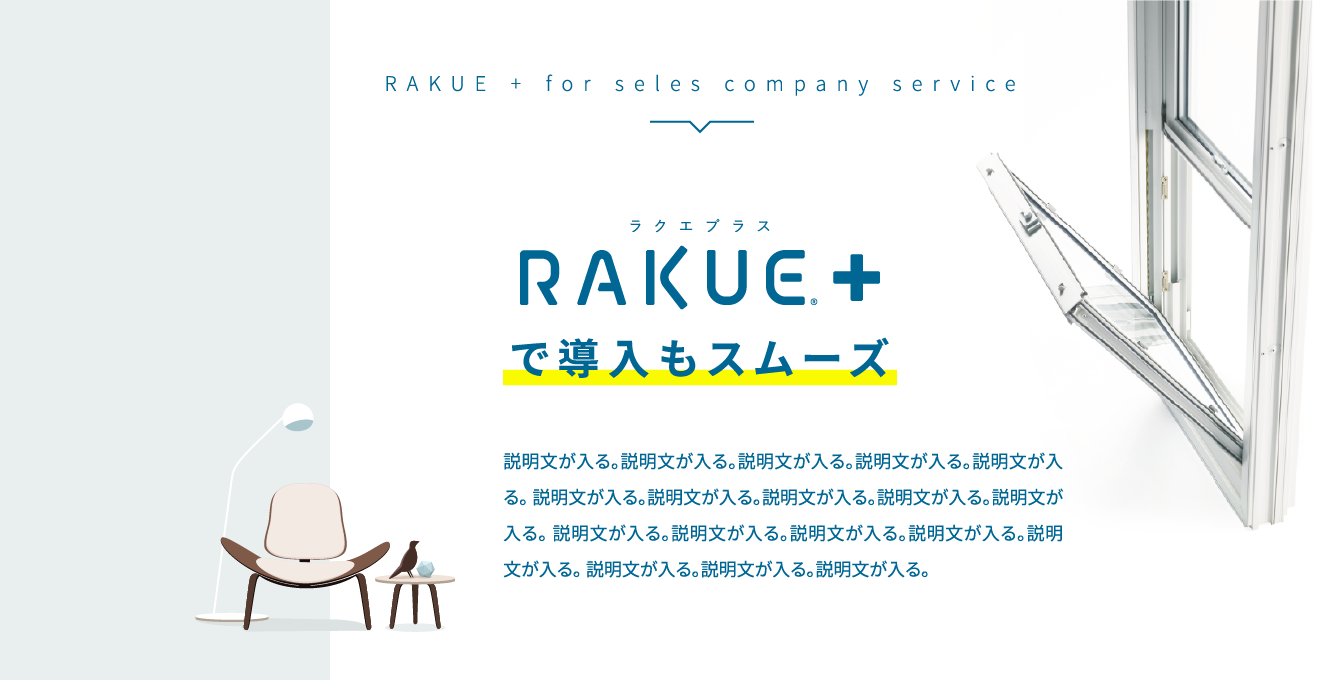 RAKUE + for seles company service
ラクエプラス
RAKUE®+
で導入もスムーズ
説明文が入る。説明文が入る。説明文が入る。説明文が入る。説明文が入
る。 説明文が入る。説明文が入る。説明文が入る。説明文が入る。説明文が
入る。 説明文が入る。説明文が入る。説明文が入る。説明文が入る。説明
文が入る。 説明文が入る。説明文が入る。説明文が入る。